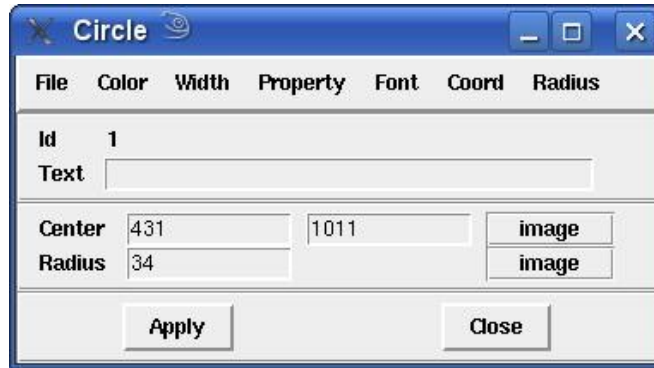 Circle
File Color Width Property Font Coord Radius
Id 1
Text
Center 431 1011 image
Radius 34 image
Apply Close